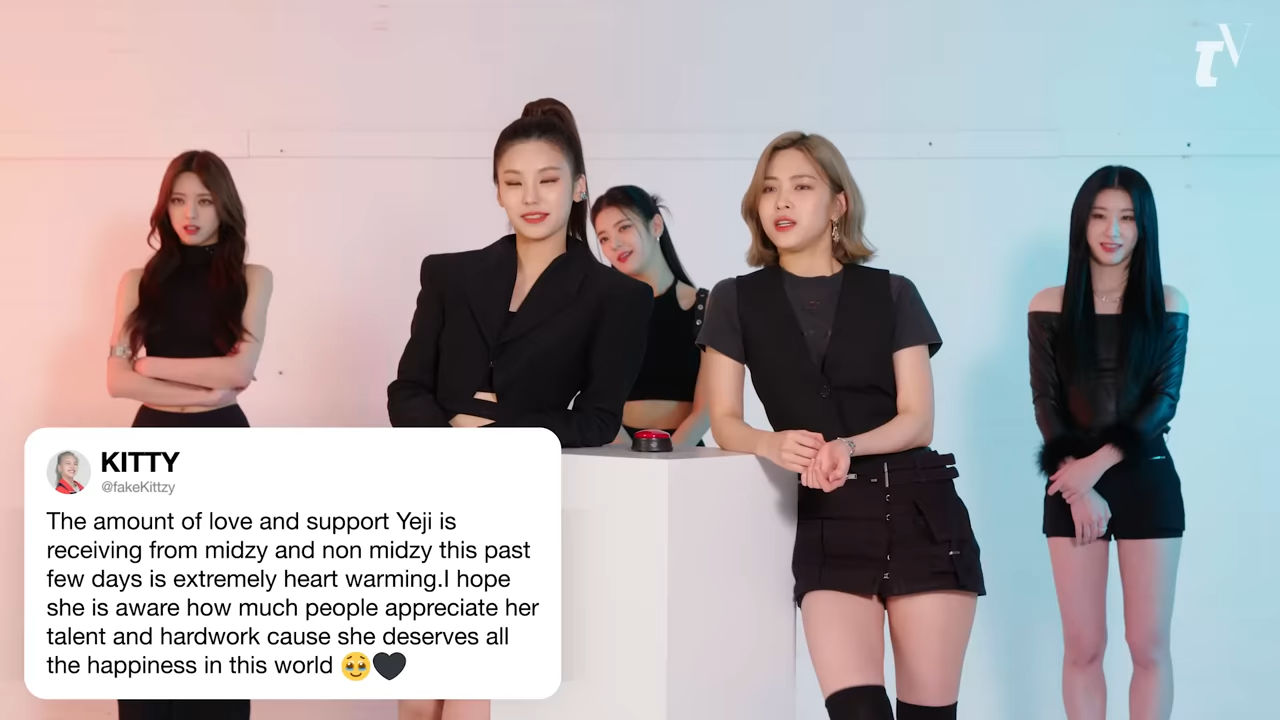 tV
KITTY
@fakeKittzy
The amount of love and support Yeji is
receiving from midzy and non midzy this past
few days is extremely heart warming.I hope
she is aware how much people appreciate her
talent and hardwork cause she deserves all
the happiness in this world 🥹🖤